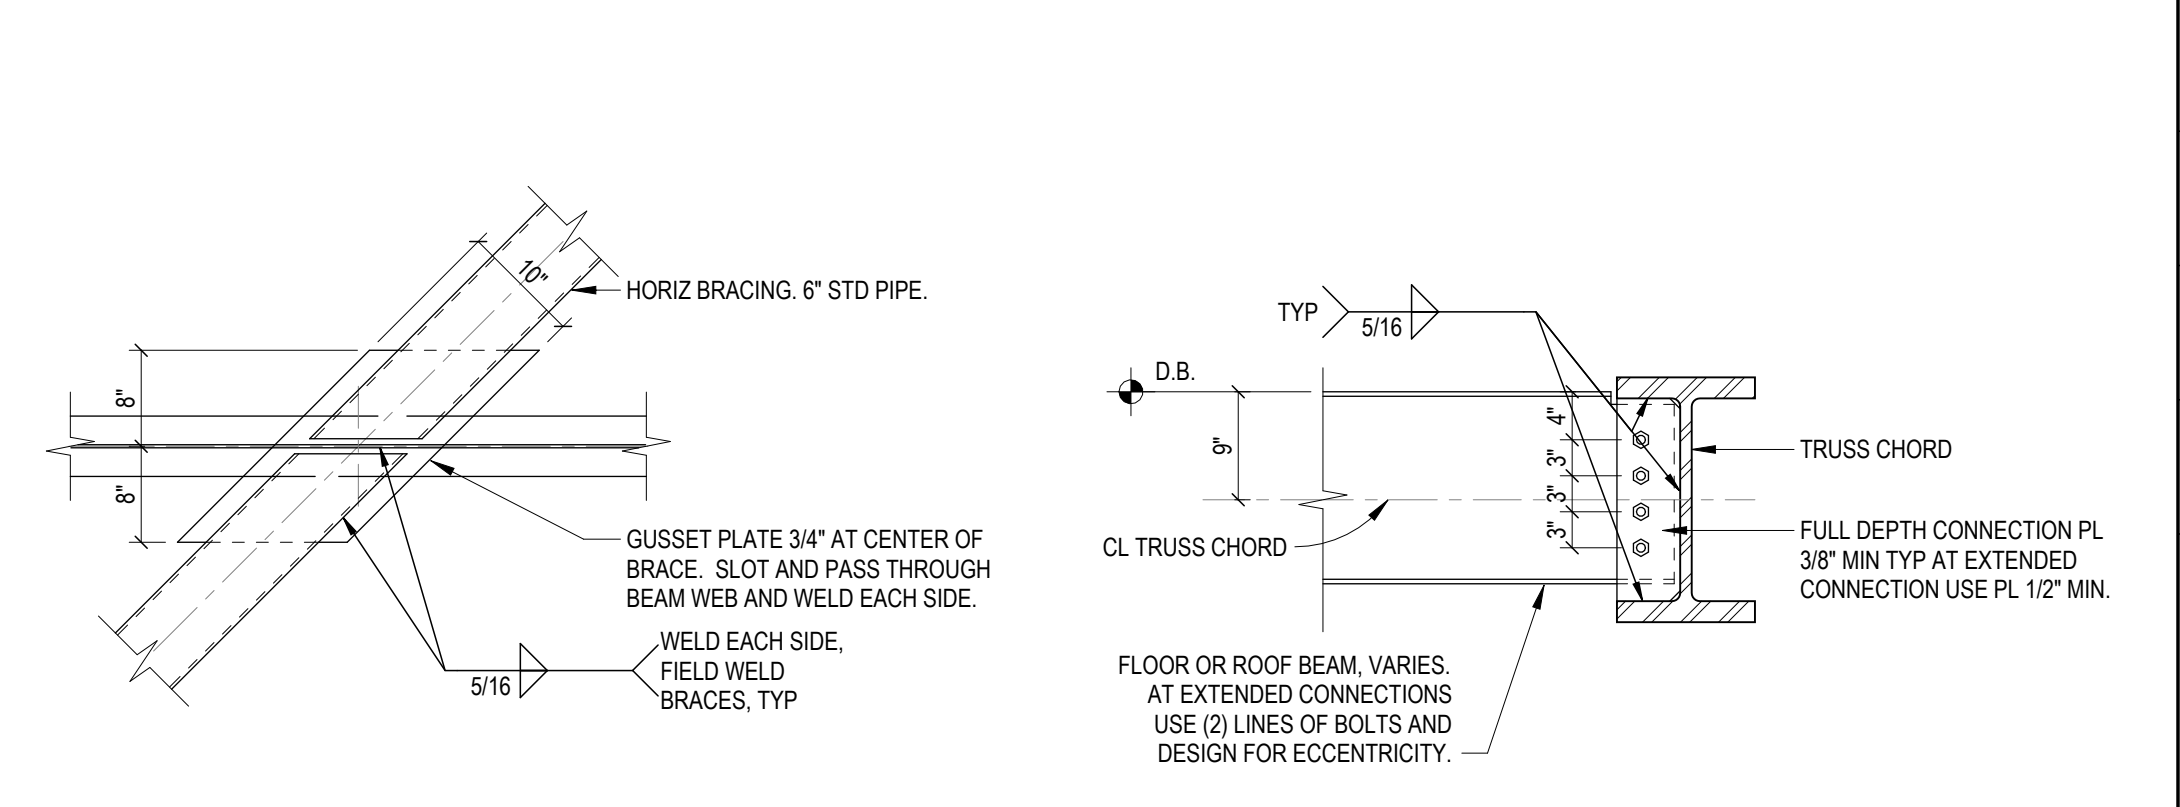 10"
HORIZ BRACING. 6" STD PIPE.
8"
8"
GUSSET PLATE 3/4" AT CENTER OF
BRACE. SLOT AND PASS THROUGH
BEAM WEB AND WELD EACH SIDE.
5/16
WELD EACH SIDE,
FIELD WELD
BRACES, TYP
TYP
5/16
D.B.
9"
4"
3"
3"
3"
TRUSS CHORD
CL TRUSS CHORD
FULL DEPTH CONNECTION PL
3/8" MIN TYP AT EXTENDED
CONNECTION USE PL 1/2" MIN.
FLOOR OR ROOF BEAM, VARIES.
AT EXTENDED CONNECTIONS
USE (2) LINES OF BOLTS AND
DESIGN FOR ECCENTRICITY.